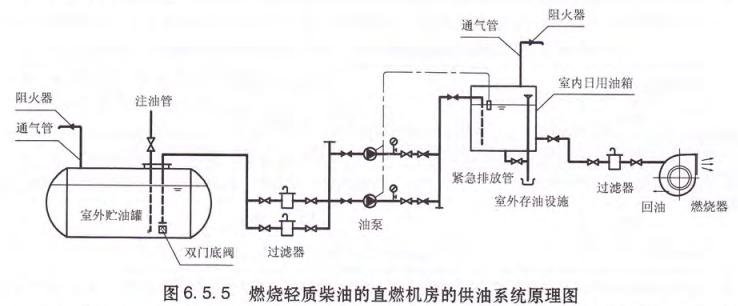 阻火器
通气管
注油管
室外贮油罐
双门底阀
过滤器
油泵
阻火器
通气管
室内日用油箱
紧急排放管
室外存油设施
过滤器
回油
燃烧器
图 6.5.5 燃烧轻质柴油的直燃机房的供油系统原理图